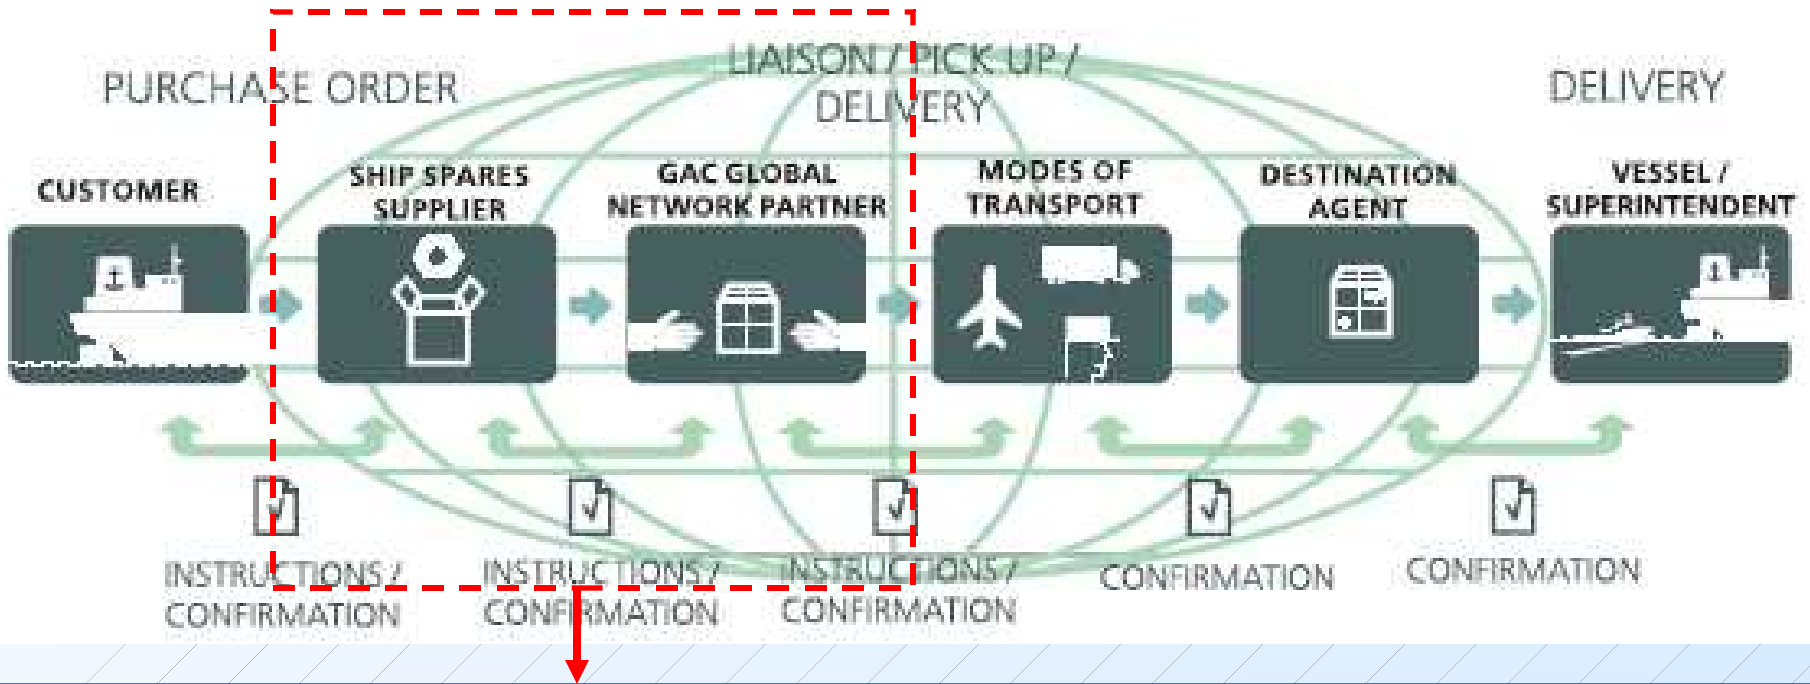 PURCHASE ORDER
LIAISON / PICK UP /
DELIVERY
DELIVERY
CUSTOMER
SHIP SPARES
SUPPLIER
GAC GLOBAL
NETWORK PARTNER
MODES OF
TRANSPORT
DESTINATION
AGENT
VESSEL /
SUPERINTENDENT
INSTRUCTIONS /
CONFIRMATION
INSTRUCTIONS /
CONFIRMATION
INSTRUCTIONS /
CONFIRMATION
CONFIRMATION
CONFIRMATION